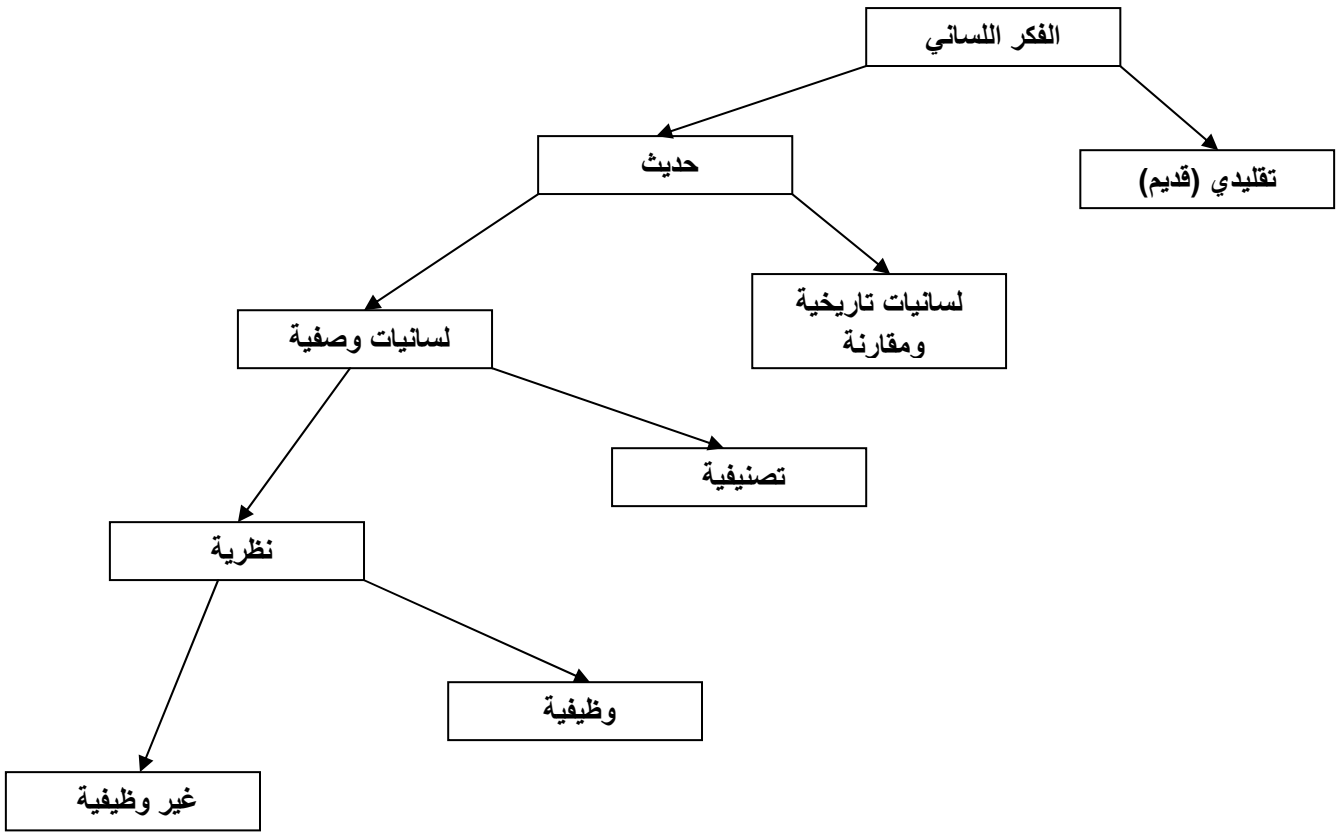 الفكر اللساني
حديث
تقليدي (قديم)
لسانيات تاريخية
ومقارنة
لسانيات وصفية
تصنيفية
نظرية
وظيفية
غير وظيفية